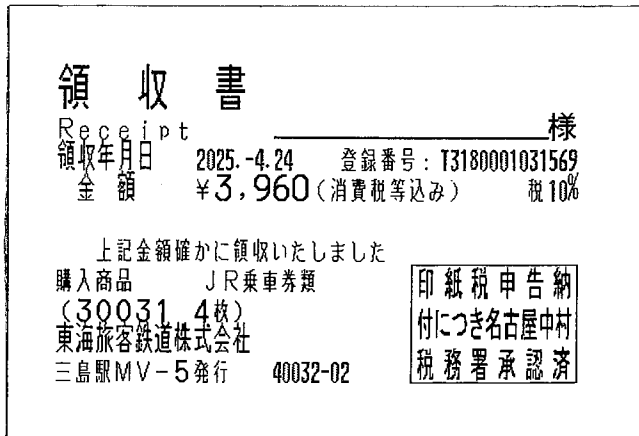 領収書
Receipt 様
領収年月日 2025.-4.24 登録番号：T3180001031569
金額 ¥3,960(消費税等込み) 税10%
上記金額確かに領収いたしました
購入商品 JR乗車券類
(30031 4枚)
東海旅客鉄道株式会社
三島駅MV-5発行 40032-02
印紙税申告納
付につき名古屋中村
税務署承認済